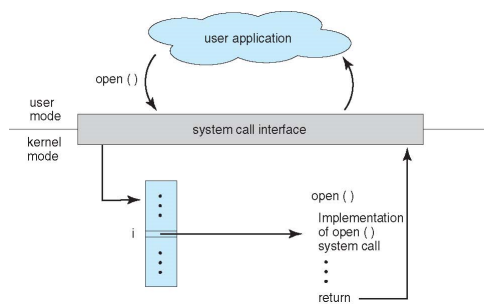 user application
open ( )
user
mode
system call interface
kernel
mode
i
open ( )
Implementation
of open ( )
system call
return